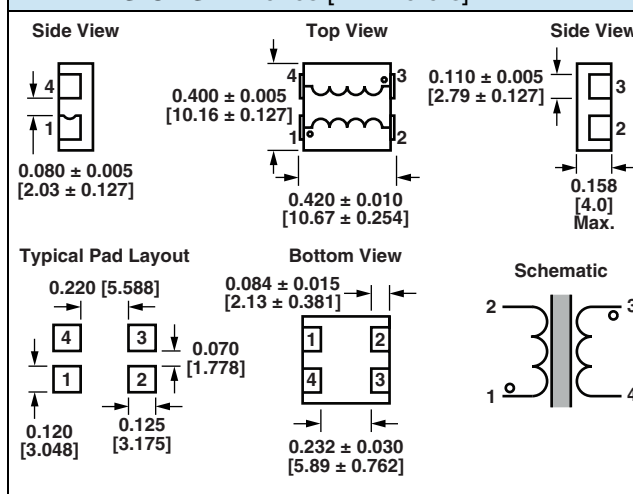 Side View
Top View
Side View
4
1
0.080 ± 0.005
[2.03 ± 0.127]
0.400 ± 0.005
[10.16 ± 0.127]
4
3
1
2
0.420 ± 0.010
[10.67 ± 0.254]
0.110 ± 0.005
[2.79 ± 0.127]
3
2
0.158
[4.0]
Max.
Typical Pad Layout
0.220 [5.588]
4
3
1
2
0.070
[1.778]
0.120
[3.048]
0.125
[3.175]
Bottom View
0.084 ± 0.015
[2.13 ± 0.381]
1
2
4
3
0.232 ± 0.030
[5.89 ± 0.762]
Schematic
2
3
1
4